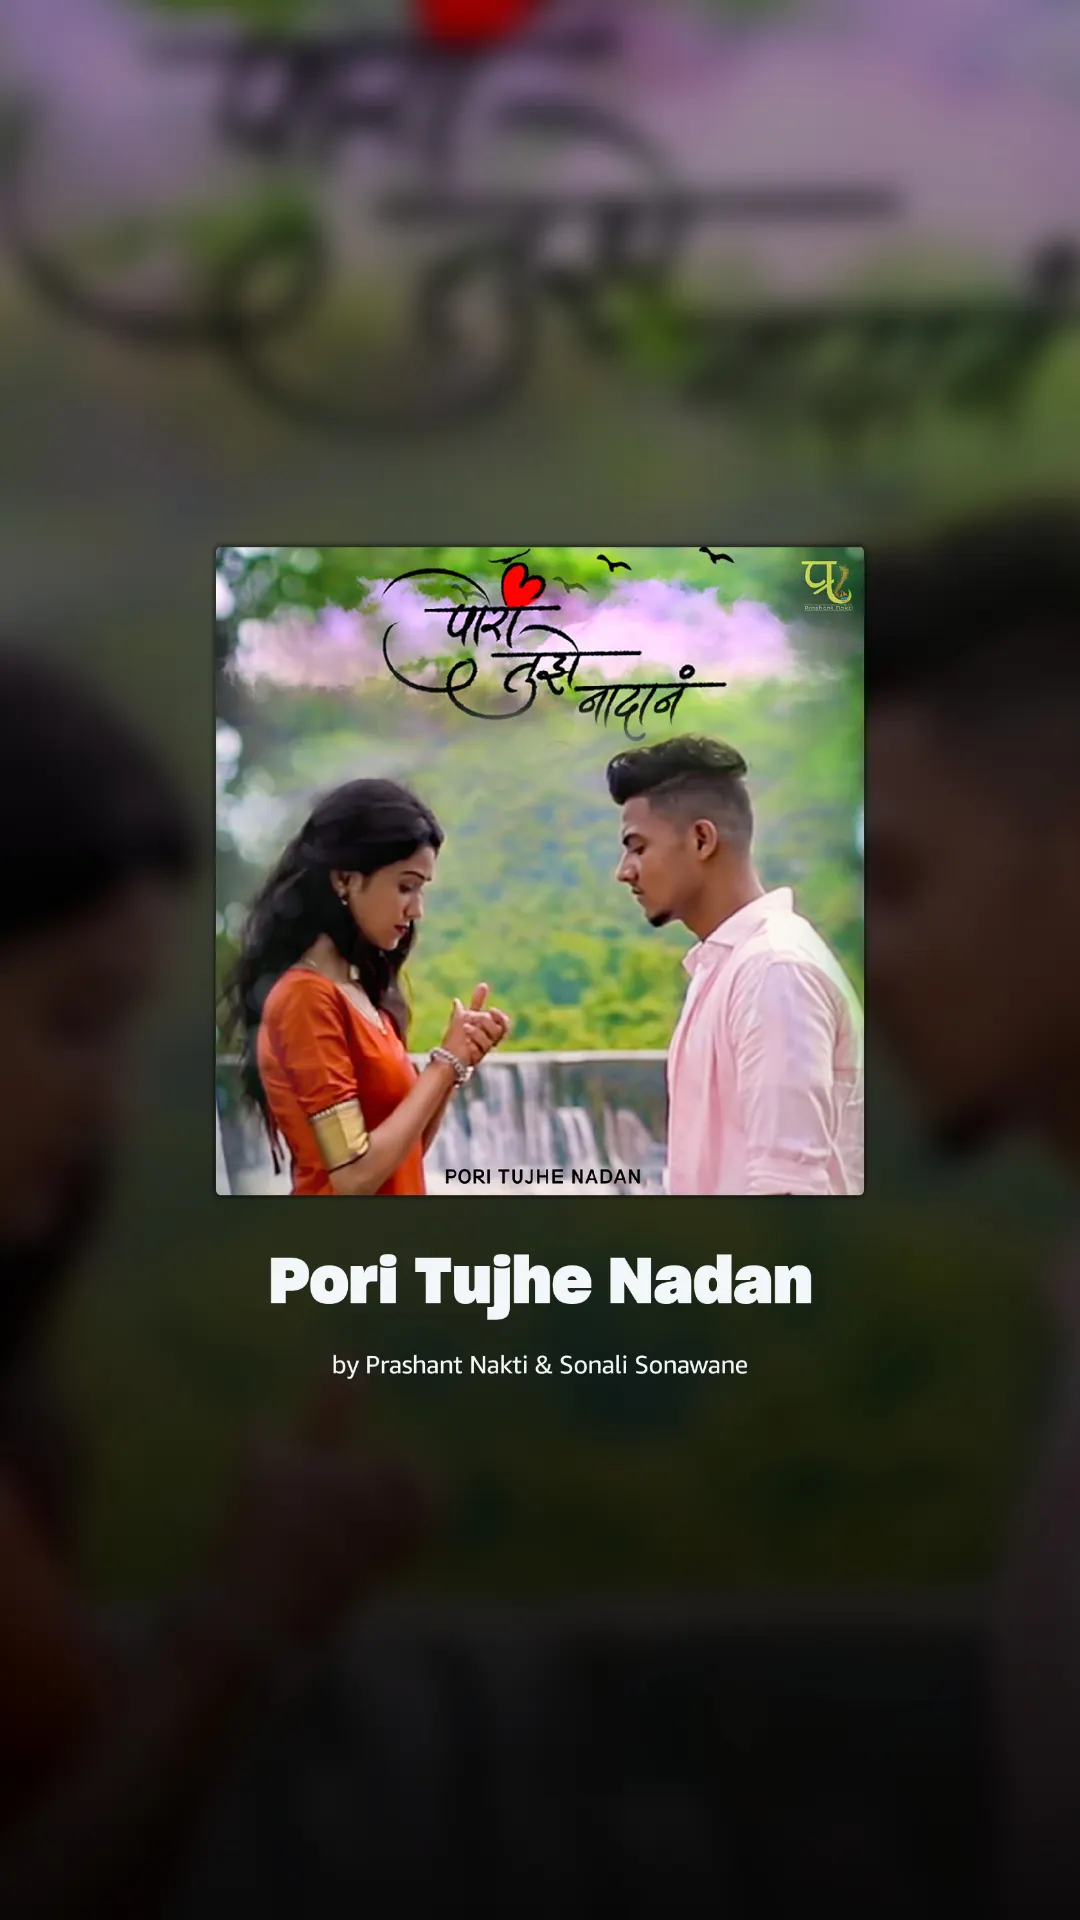 पोरी
तुझे
नादानं
प्र
Prashant Nakti
PORI TUJHE NADAN
Pori Tujhe Nadan
by Prashant Nakti & Sonali Sonawane